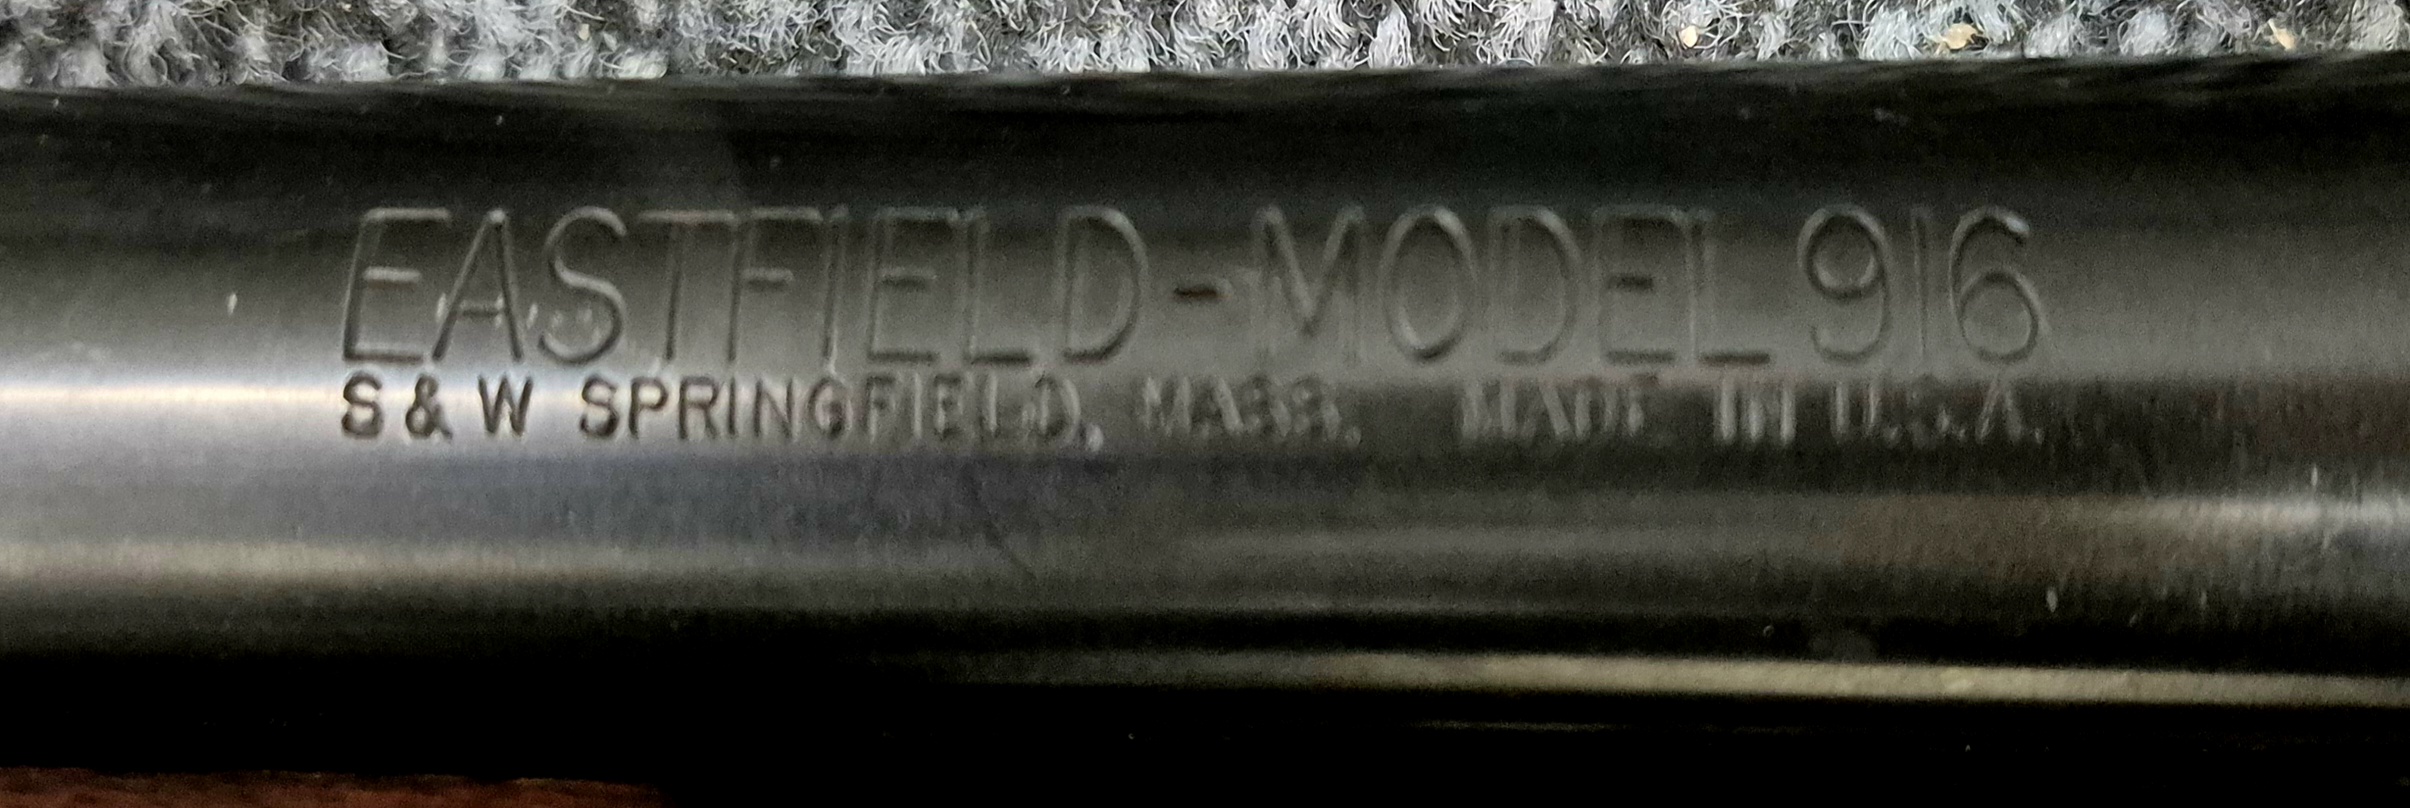 EASTFIELD-MODEL 916
S & W SPRINGFIELD, MASS. MADE IN U.S.A.